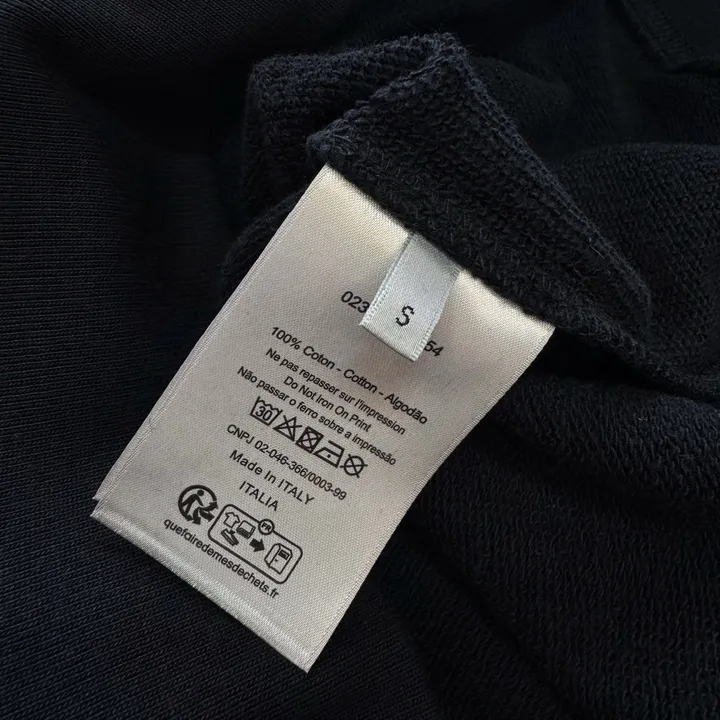 S
023 54
100% Coton - Cotton - Algodão
Ne pas repasser sur l'impression
Do Not Iron On Print
Não passar o ferro sobre a impressão
30
CNPJ 02-046-366/0003-99
Made In ITALY
ITALIA
FR
quefairedemesdechets.fr